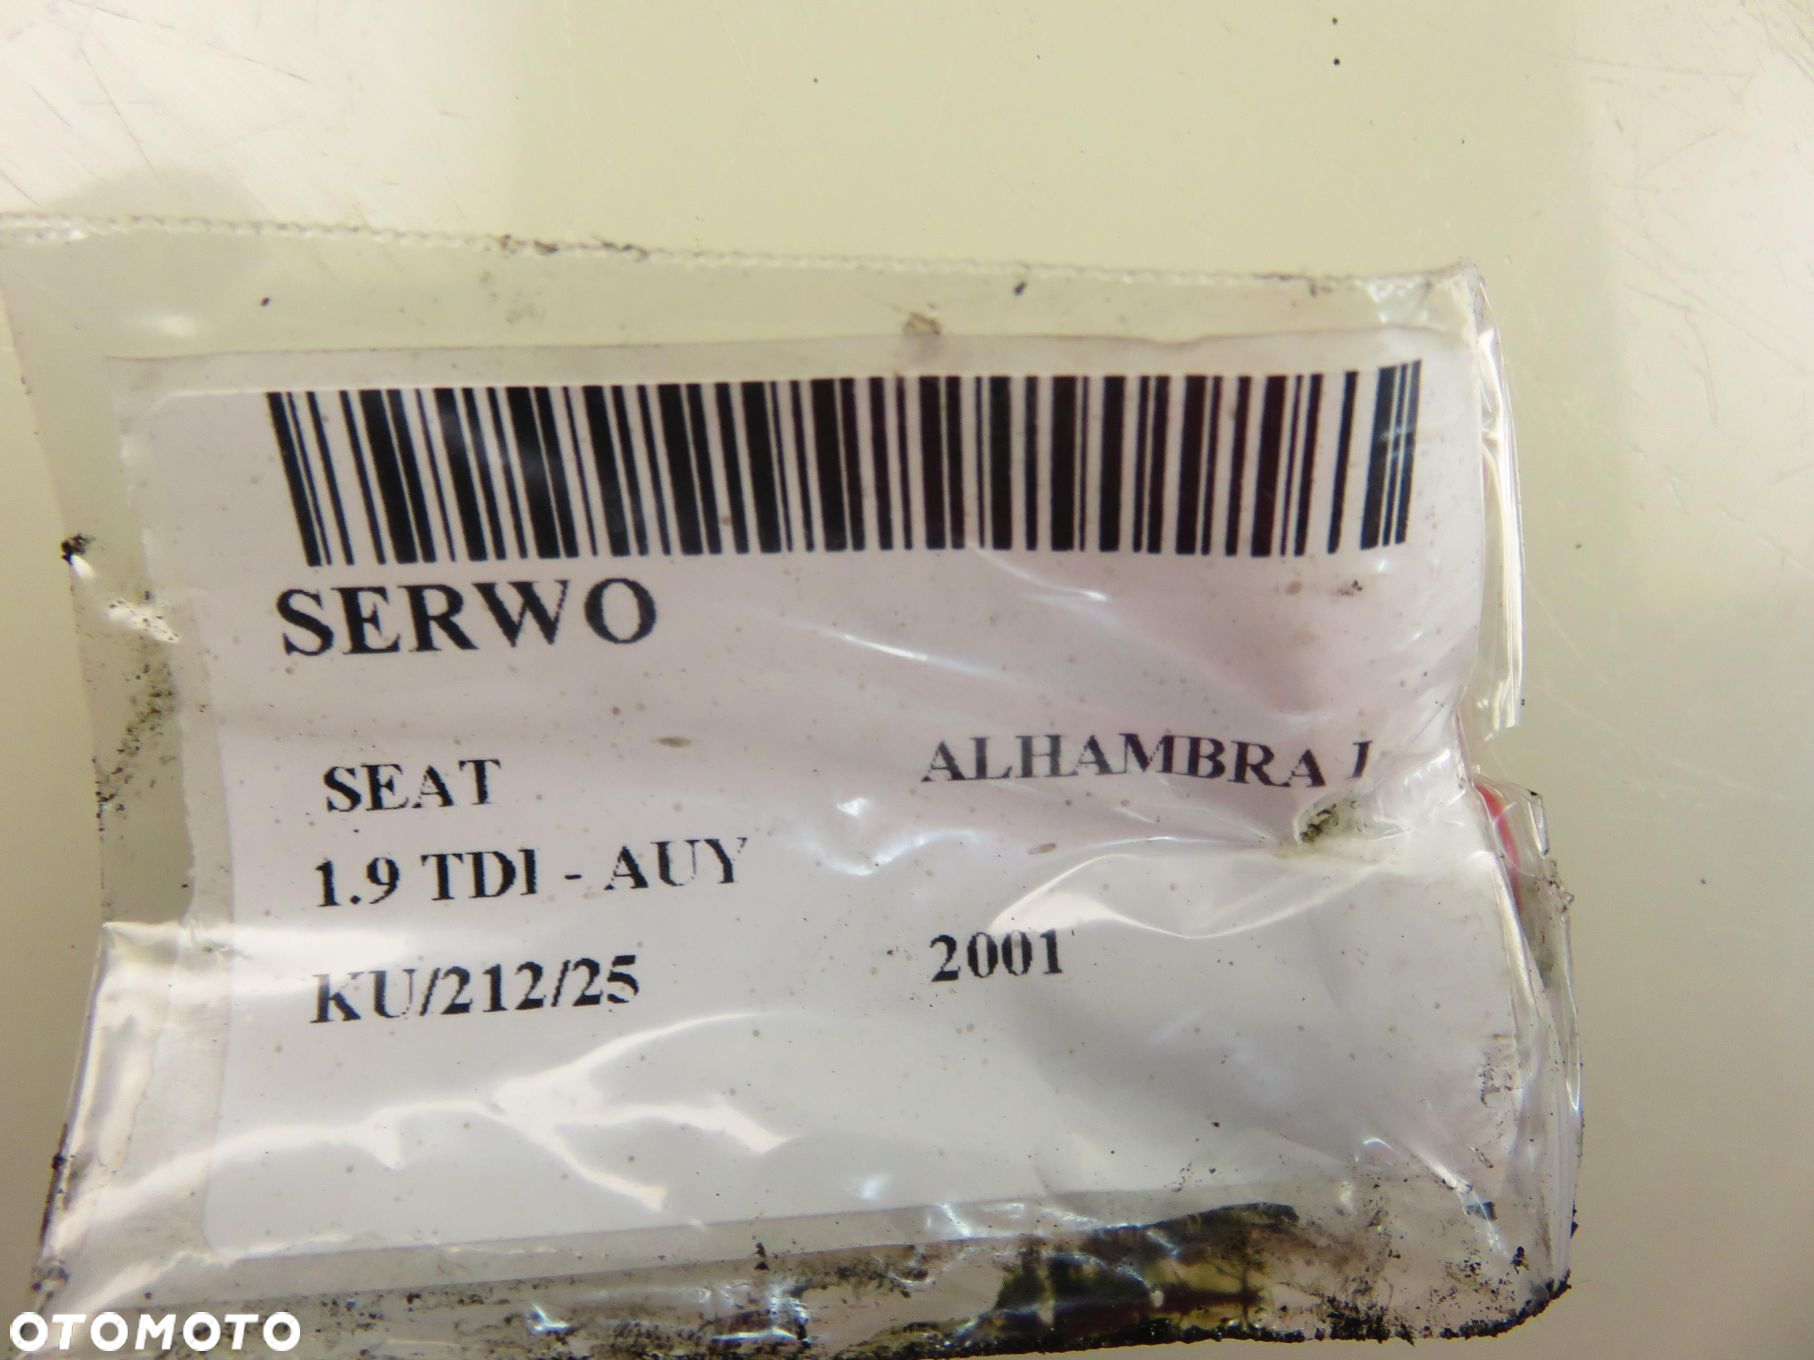 SERWO
SEAT ALHAMBRA I
1.9 TDI - AUY
KU/212/25 2001
OTOMOTO